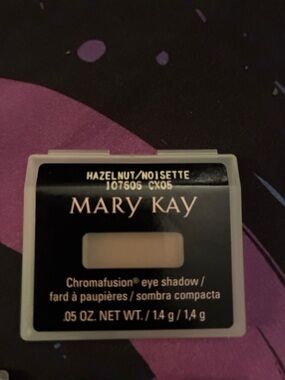 HAZELNUT/NOISETTE
107606 CX05
MARY KAY
Chromafusion® eye shadow /
fard à paupières / sombra compacta
.05 OZ. NET WT. / 1.4 g / 1,4 g